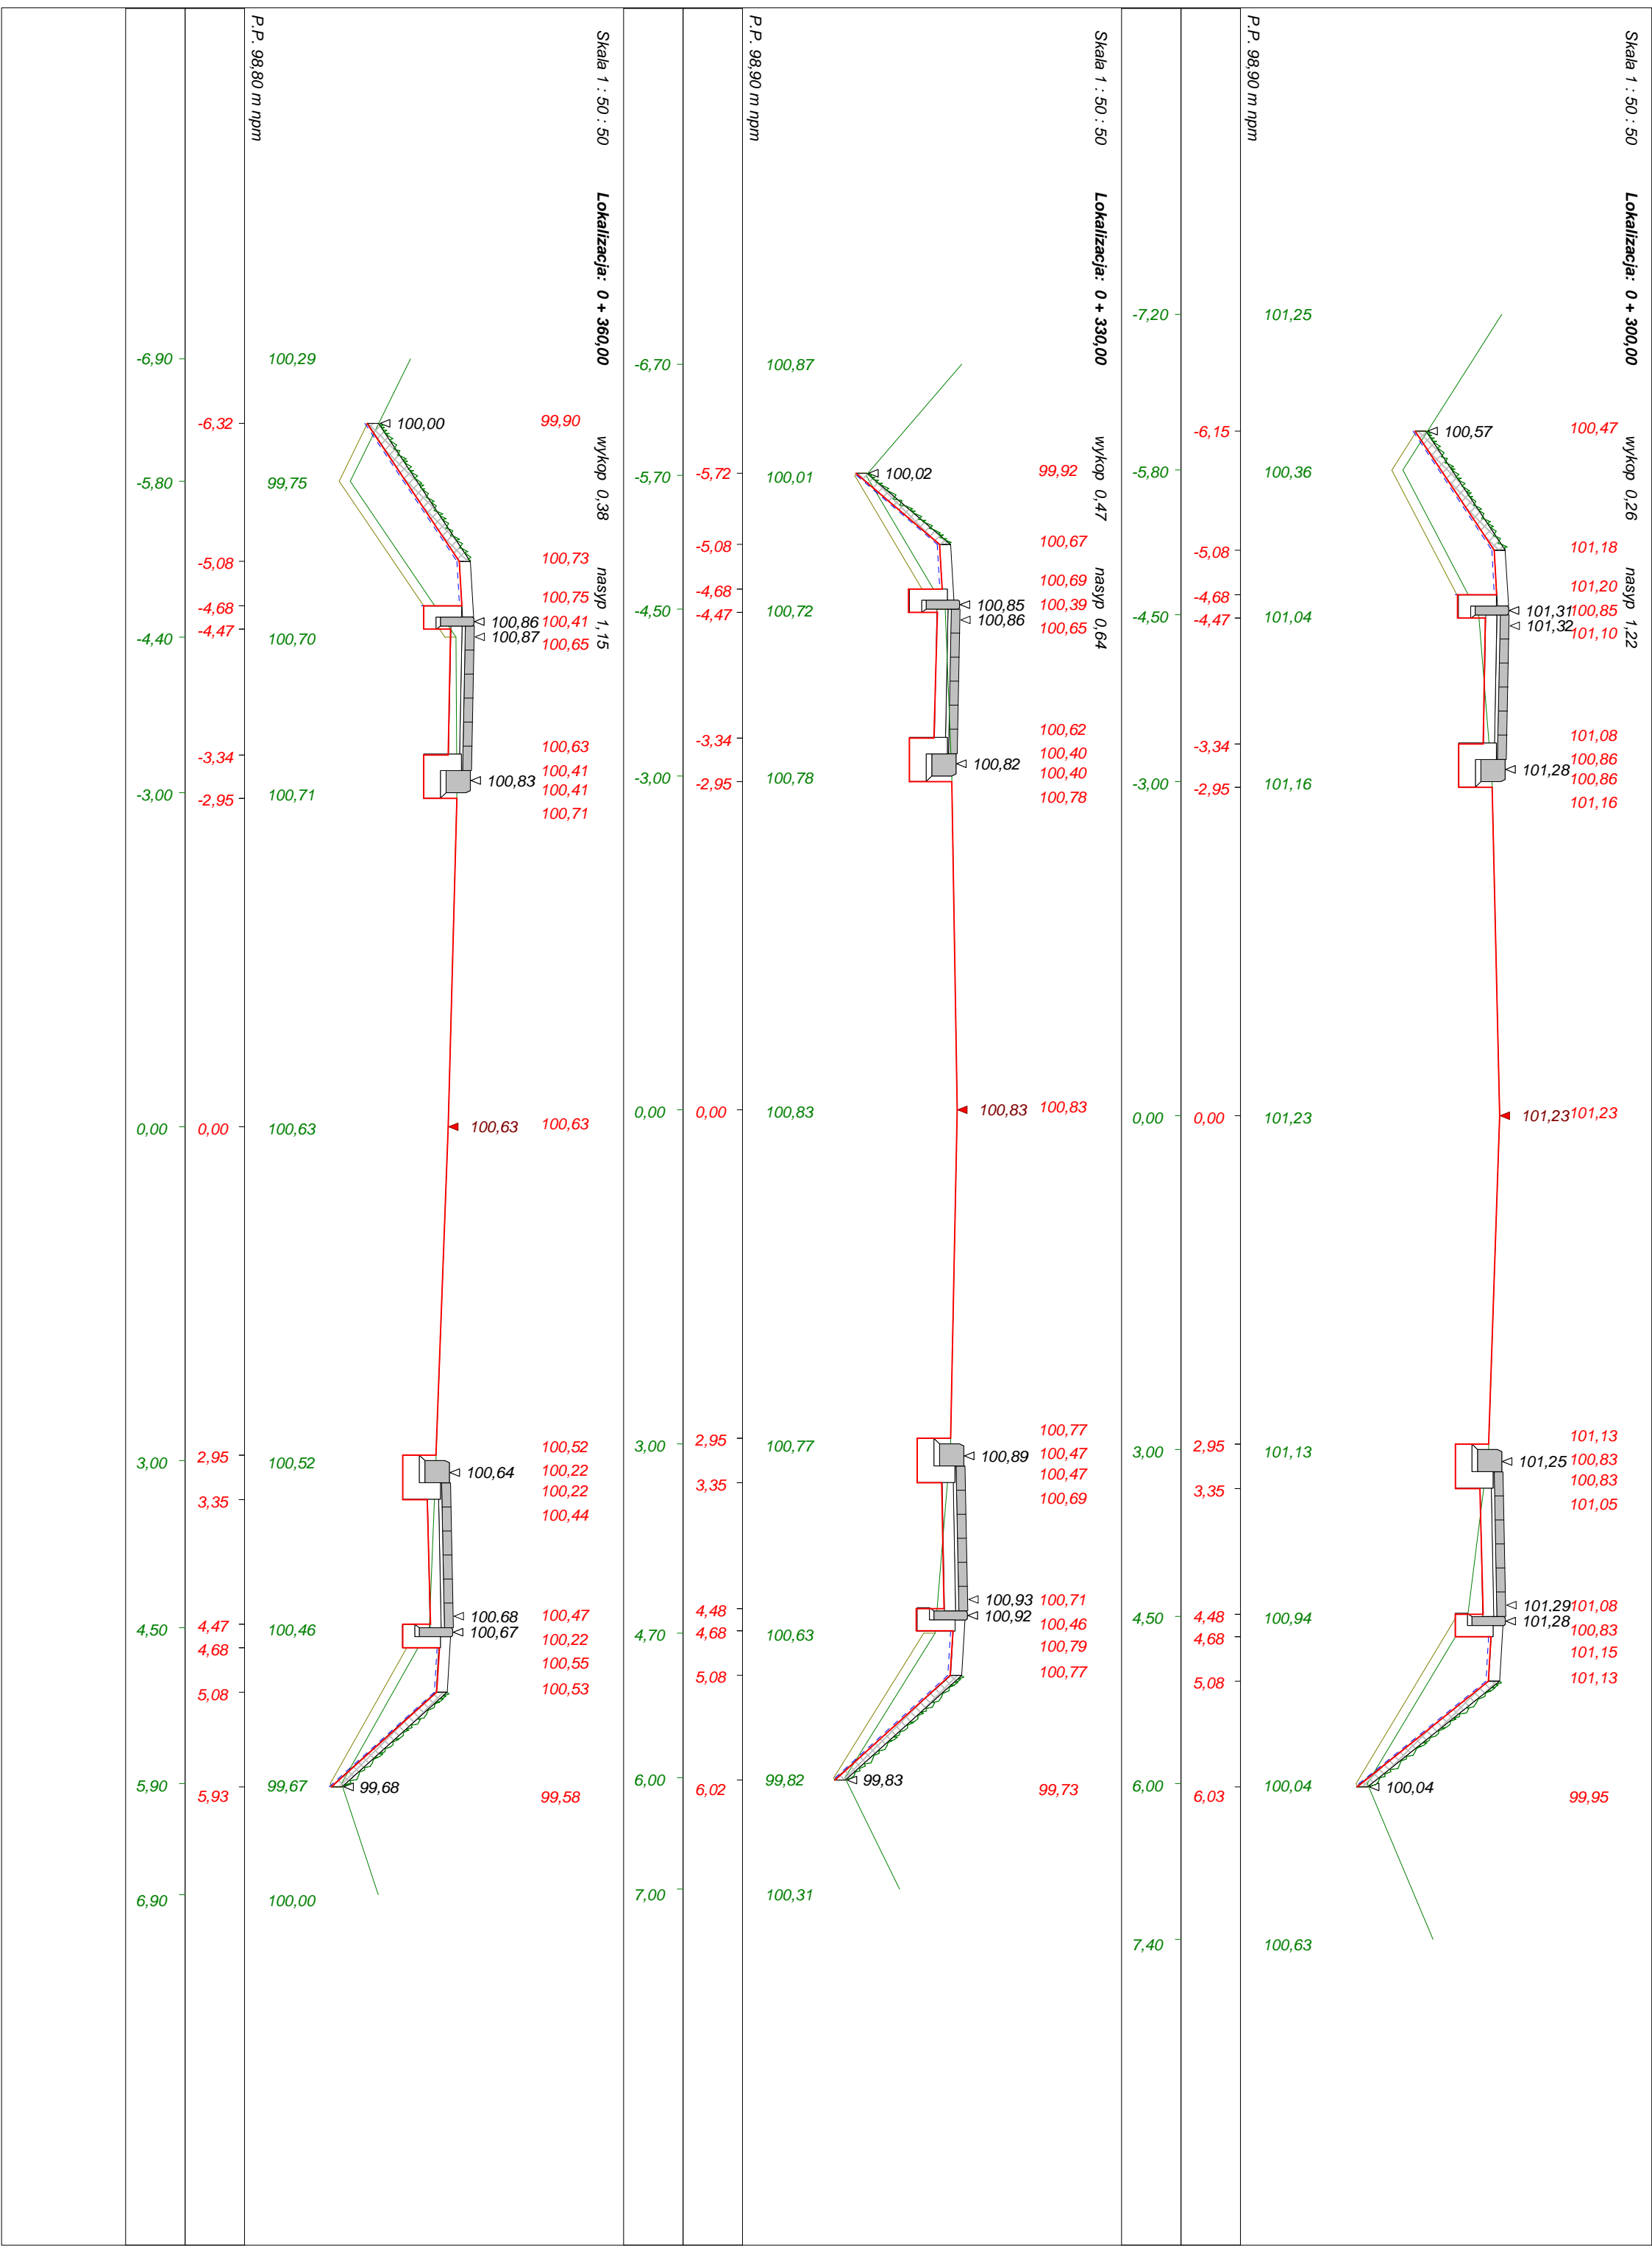 Skala 1 : 50 : 50 Lokalizacja: 0 + 300,00 wykop 0,26 nasyp 1,22
100,47 101,18 101,20 100,85 101,10 101,08 100,86 100,86 101,16 101,23 101,13 100,83 100,83 101,05 101,08 100,83 101,15 101,13 99,95
100,57 101,31 101,32 101,28 101,23 101,25 101,29 101,28 100,04
P.P. 98,90 m npm
101,25 100,36 101,04 101,16 101,23 101,13 100,94 100,04 100,63
-6,15 -5,08 -4,68 -4,47 -3,34 -2,95 0,00 2,95 3,35 4,48 4,68 5,08 6,03
-7,20 -5,80 -4,50 -3,00 0,00 3,00 4,50 6,00 7,40
Skala 1 : 50 : 50 Lokalizacja: 0 + 330,00 wykop 0,47 nasyp 0,64
99,92 100,67 100,69 100,39 100,65 100,62 100,40 100,40 100,78 100,83 100,77 100,47 100,47 100,69 100,71 100,46 100,79 100,77 99,73
100,02 100,85 100,86 100,82 100,83 100,89 100,93 100,92 99,83
P.P. 98,90 m npm
100,87 100,01 100,72 100,78 100,83 100,77 100,63 99,82 100,31
-5,72 -5,08 -4,68 -4,47 -3,34 -2,95 0,00 2,95 3,35 4,48 4,68 5,08 6,02
-6,70 -5,70 -4,50 -3,00 0,00 3,00 4,70 6,00 7,00
Skala 1 : 50 : 50 Lokalizacja: 0 + 360,00 wykop 0,38 nasyp 1,15
99,90 100,73 100,75 100,41 100,65 100,63 100,41 100,41 100,71 100,63 100,52 100,22 100,22 100,44 100,47 100,22 100,55 100,53 99,58
100,00 100,86 100,87 100,83 100,63 100,64 100,68 100,67 99,68
P.P. 98,80 m npm
100,29 99,75 100,70 100,71 100,63 100,52 100,46 99,67 100,00
-6,32 -5,08 -4,68 -4,47 -3,34 -2,95 0,00 2,95 3,35 4,47 4,68 5,08 5,93
-6,90 -5,80 -4,40 -3,00 0,00 3,00 4,50 5,90 6,90